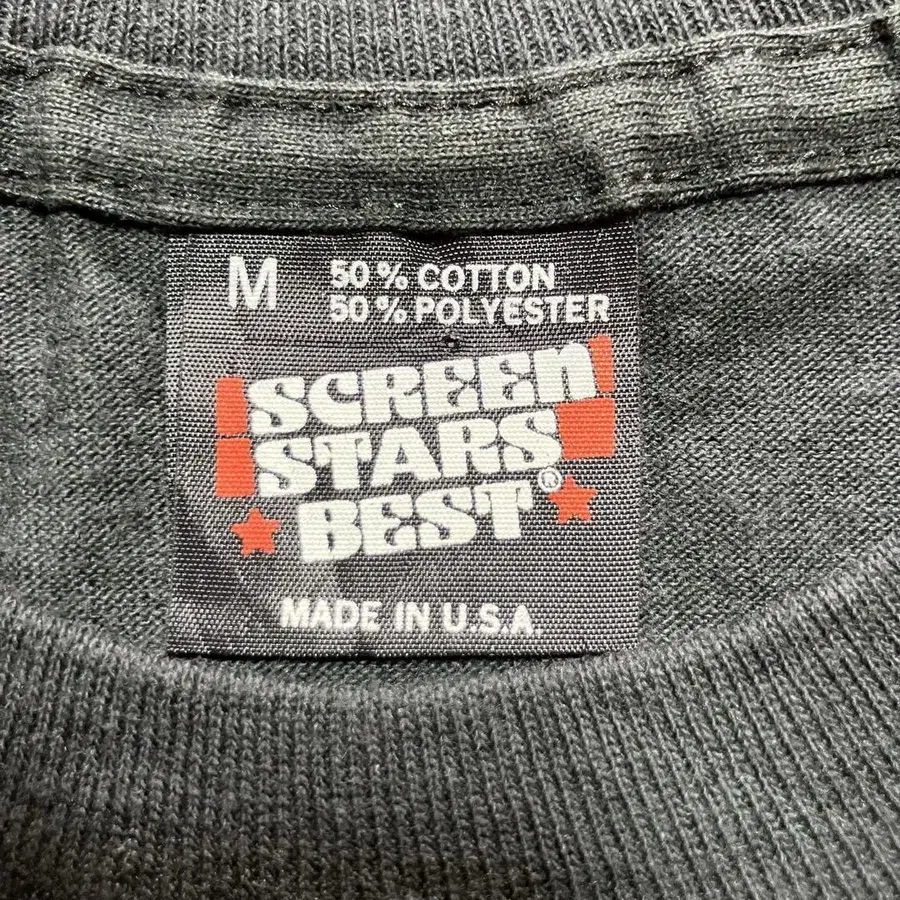 M
50% COTTON
50% POLYESTER
SCREEN
STARS
BEST®
MADE IN U.S.A.